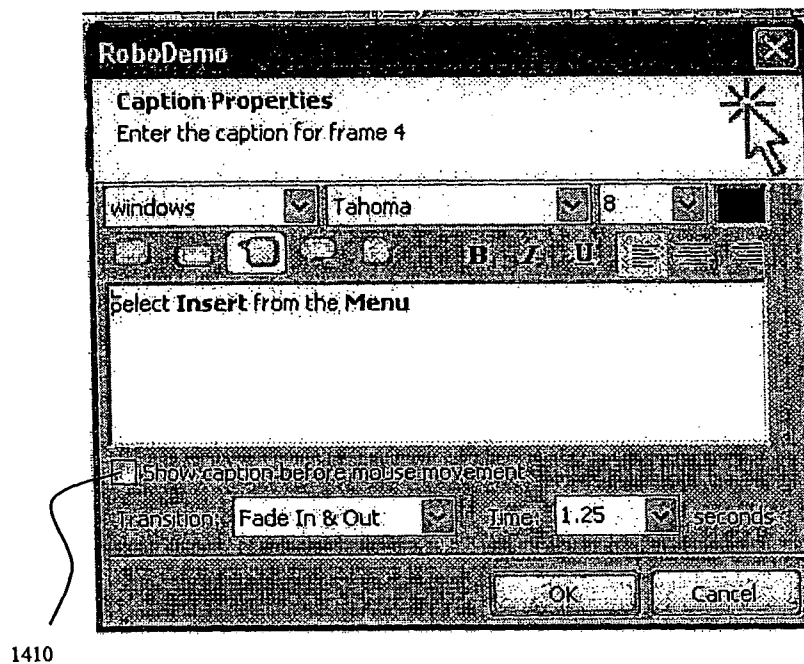 RoboDemo
Caption Properties
Enter the caption for frame 4
windows Tahoma 8
B I U
Select Insert from the Menu
Show caption before mouse movement
Transition: Fade In & Out Time: 1.25 seconds
OK Cancel
1410